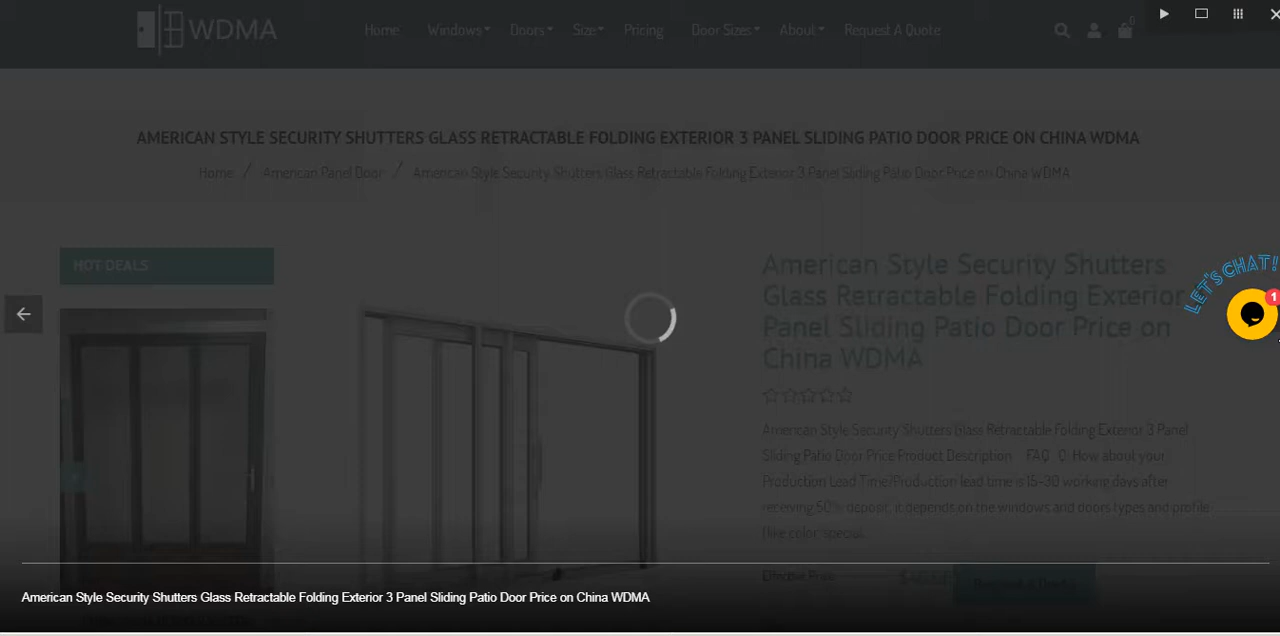 WDMA
Home Windows Doors Size Pricing Door Sizes About Request A Quote
0
AMERICAN STYLE SECURITY SHUTTERS GLASS RETRACTABLE FOLDING EXTERIOR 3 PANEL SLIDING PATIO DOOR PRICE ON CHINA WDMA
Home / American Panel Door / American Style Security Shutters Glass Retractable Folding Exterior 3 Panel Sliding Patio Door Price on China WDMA
HOT DEALS
American Style Security Shutters
Glass Retractable Folding Exterior
Panel Sliding Patio Door Price on
China WDMA
LET'S CHAT!
1
American Style Security Shutters Glass Retractable Folding Exterior 3 Panel
Sliding Patio Door Price Product Description FAQ Q: How about your
Production Lead Time?Production lead time is 15-30 working days after
receiving 50% deposit, it depends on the windows add doors types and profile
like color, special
Effective Price
Request a Quote
American Style Security Shutters Glass Retractable Folding Exterior 3 Panel Sliding Patio Door Price on China WDMA